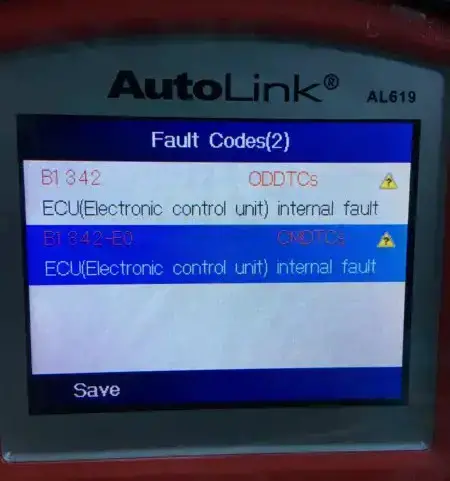 AutoLink®
AL619
Fault Codes(2)
B1342 ODDTCs
ECU(Electronic control unit) internal fault
B1342-E0 CMDTCs
ECU(Electronic control unit) internal fault
Save